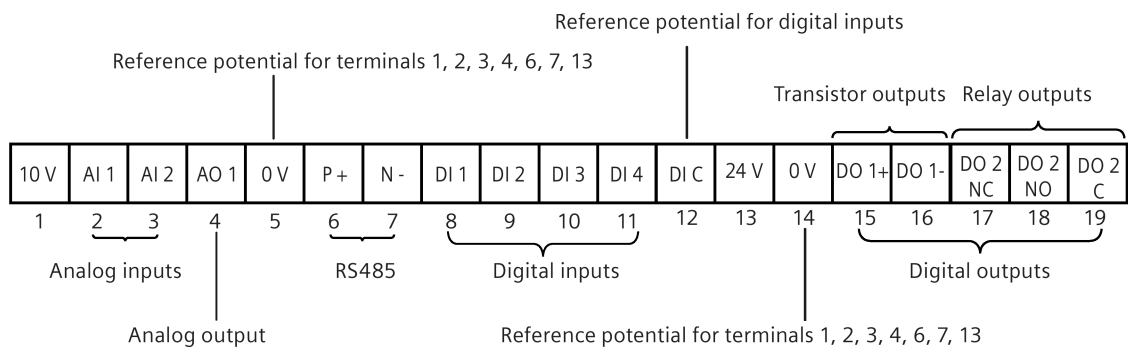 Reference potential for digital inputs
Reference potential for terminals 1, 2, 3, 4, 6, 7, 13
Transistor outputs Relay outputs
10 V AI 1 AI 2 AO 1 0 V P + N - DI 1 DI 2 DI 3 DI 4 DI C 24 V 0 V DO 1+ DO 1- DO 2 NC DO 2 NO DO 2 C
1 2 3 4 5 6 7 8 9 10 11 12 13 14 15 16 17 18 19
Analog inputs RS485 Digital inputs Digital outputs
Analog output Reference potential for terminals 1, 2, 3, 4, 6, 7, 13